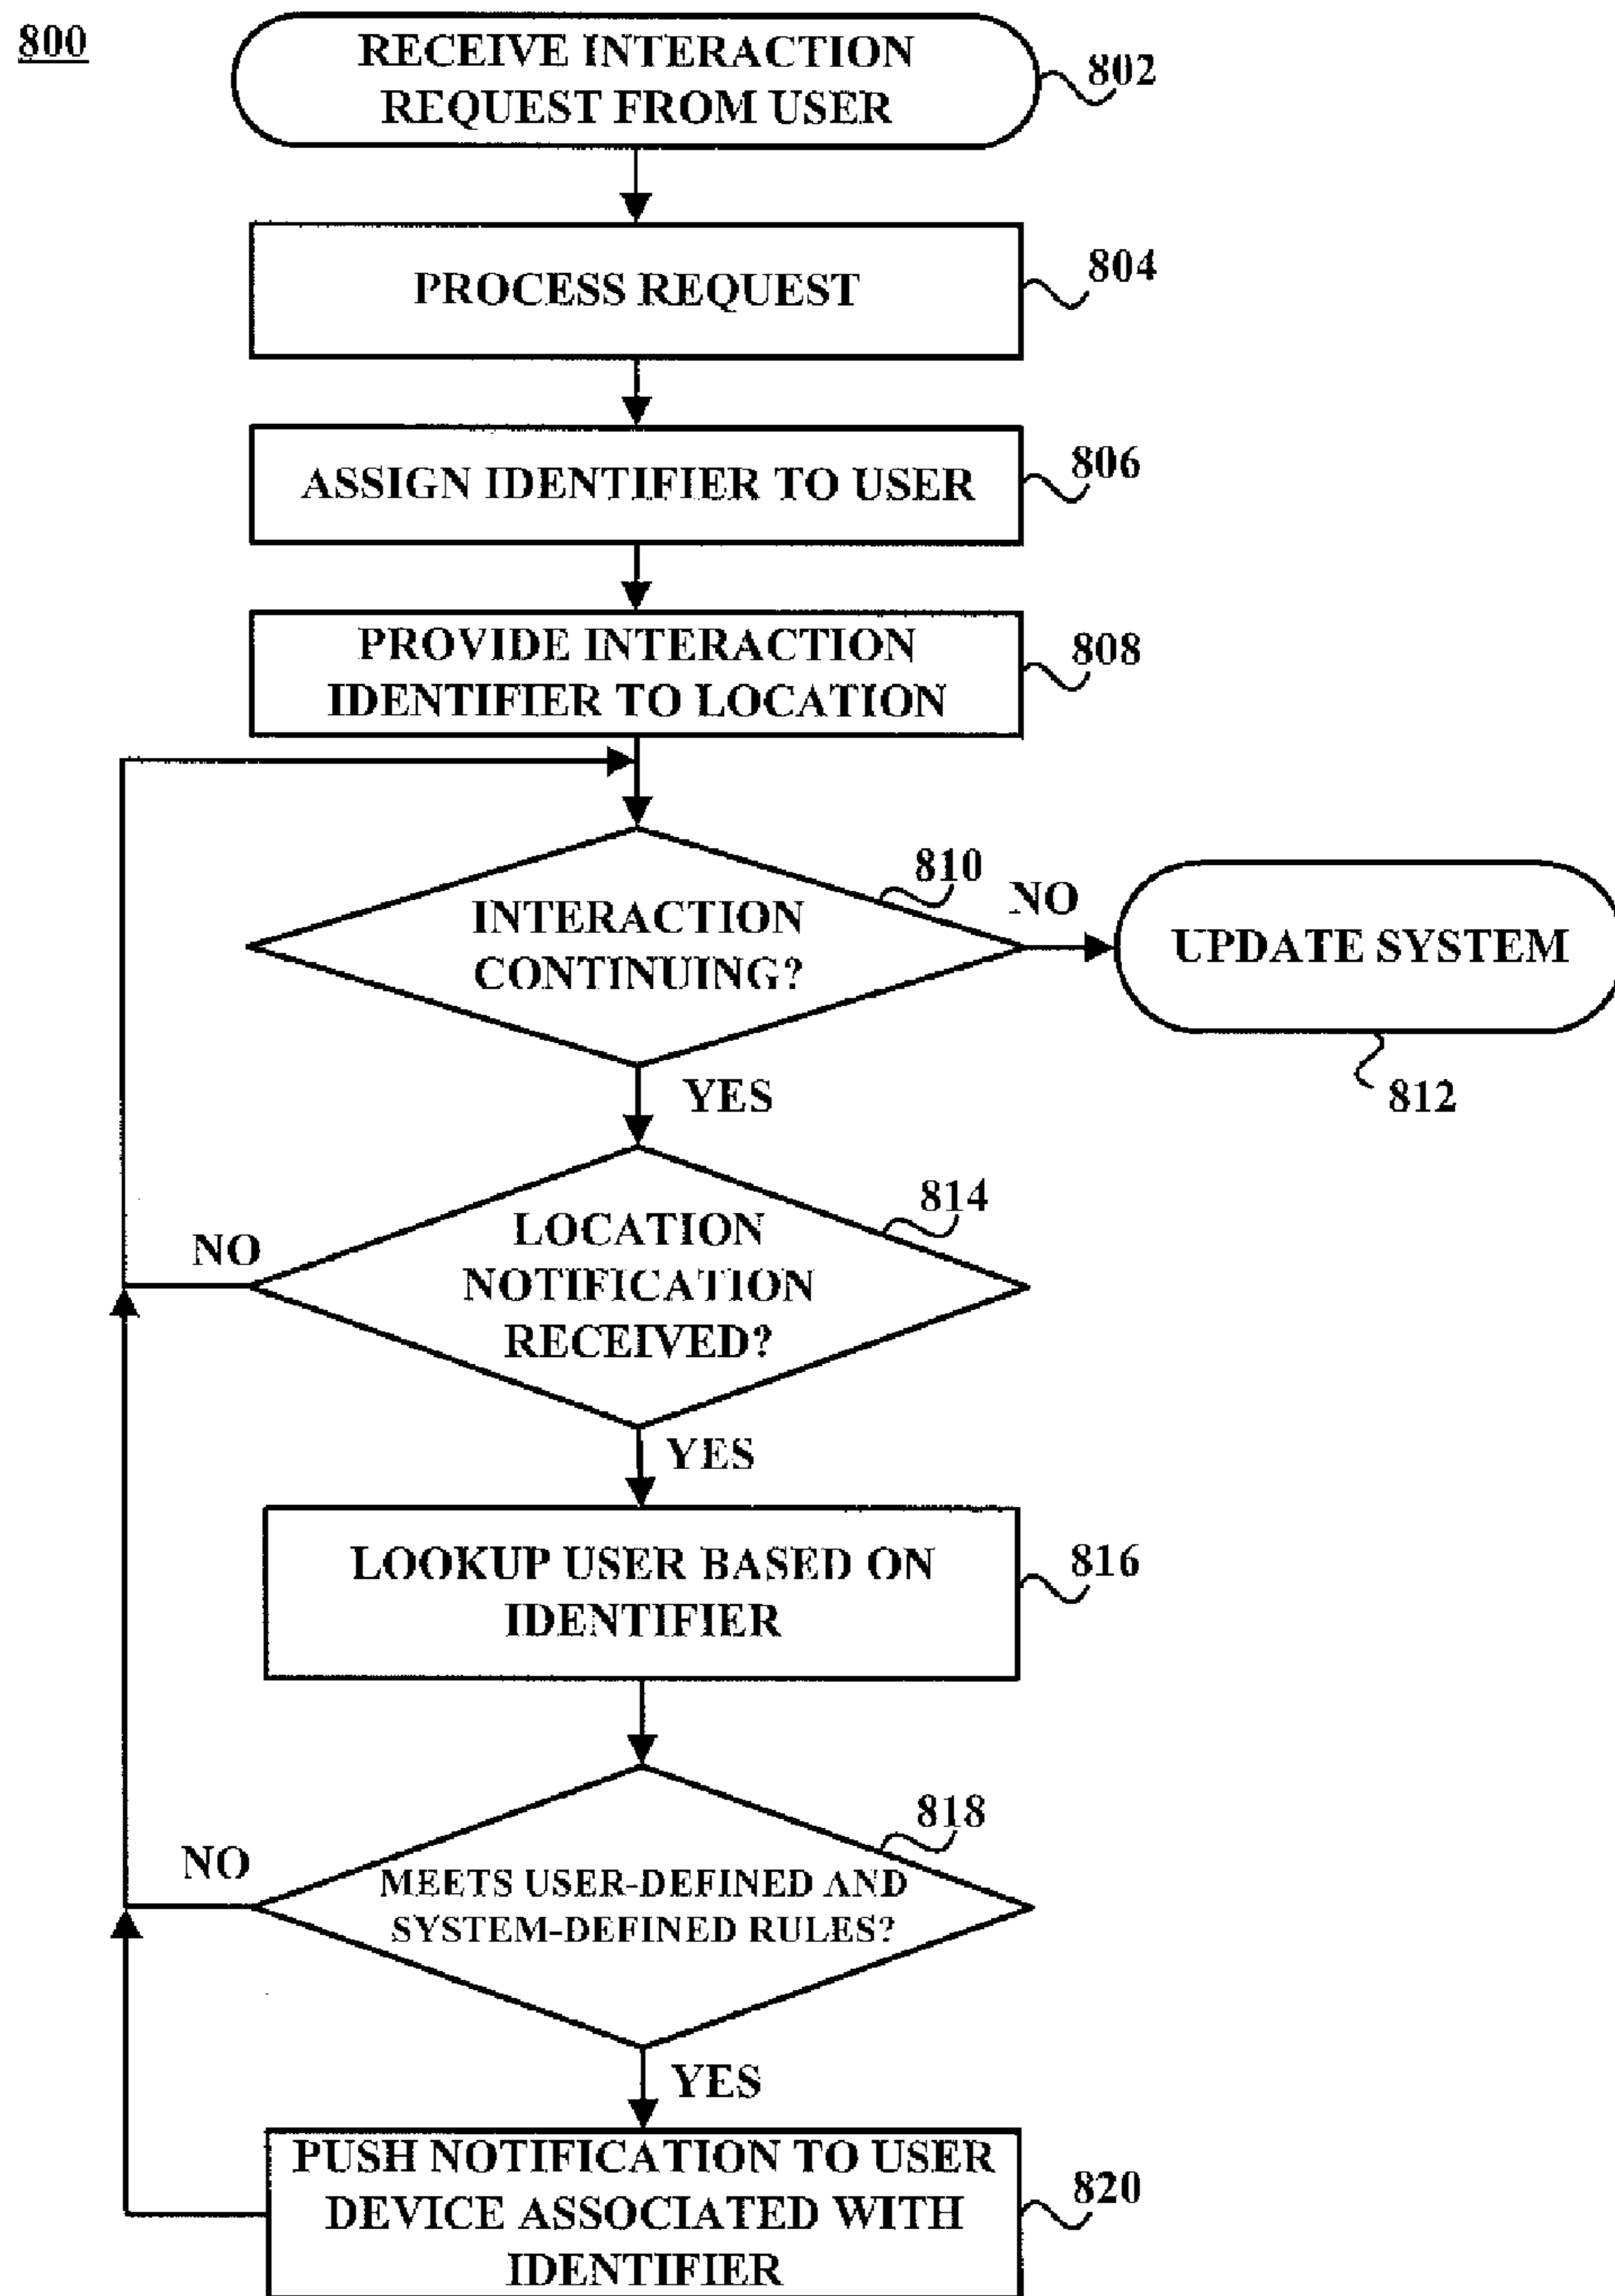 800
RECEIVE INTERACTION
REQUEST FROM USER
802
PROCESS REQUEST
804
ASSIGN IDENTIFIER TO USER
806
PROVIDE INTERACTION
IDENTIFIER TO LOCATION
808
INTERACTION
CONTINUING?
810
NO
UPDATE SYSTEM
812
YES
LOCATION
NOTIFICATION
RECEIVED?
814
NO
YES
LOOKUP USER BASED ON
IDENTIFIER
816
MEETS USER-DEFINED AND
SYSTEM-DEFINED RULES?
818
NO
YES
PUSH NOTIFICATION TO USER
DEVICE ASSOCIATED WITH
IDENTIFIER
820